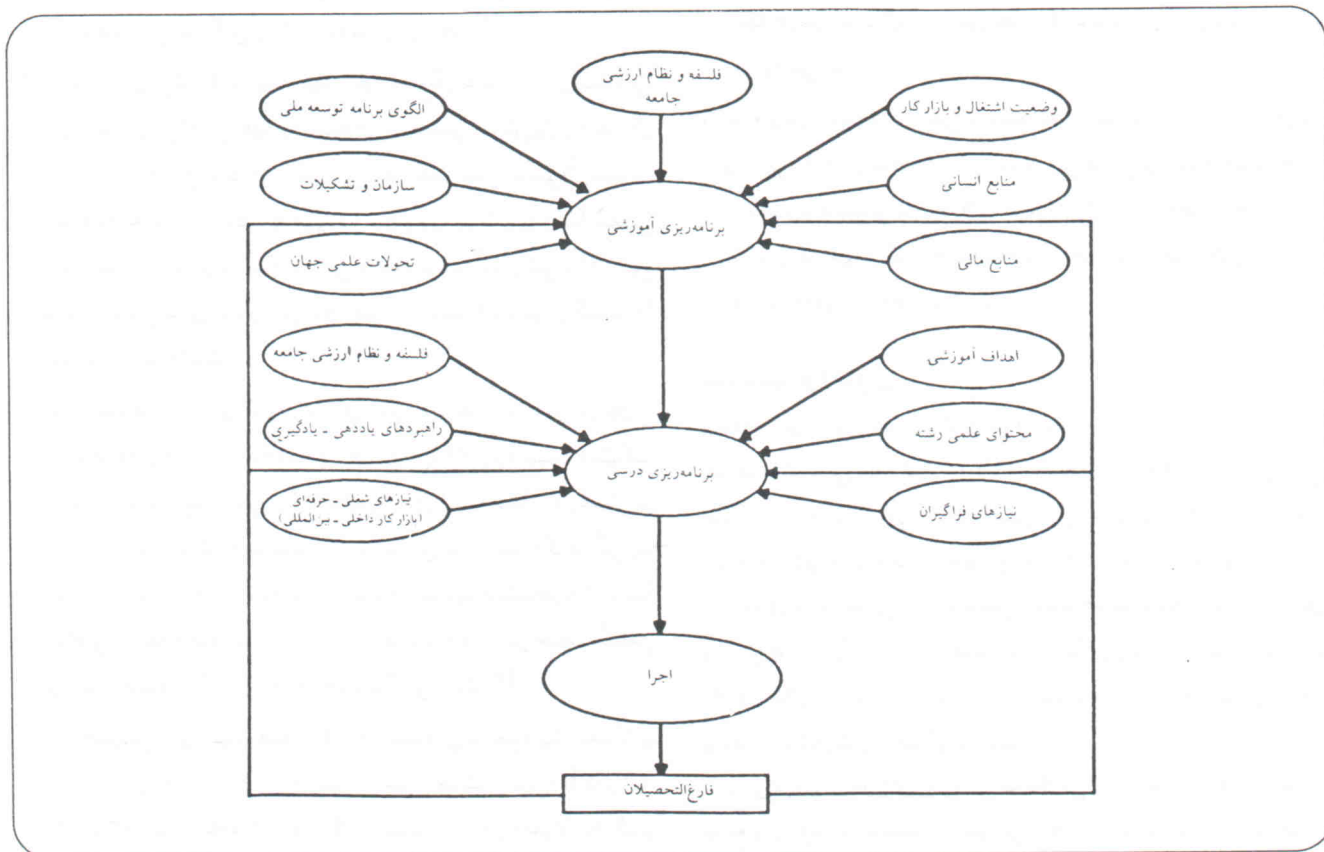 فلسفه و نظام ارزشی
جامعه
وضعیت اشتغال و بازار کار
الگوی برنامه توسعه ملی
منابع انسانی
سازمان و تشکیلات
برنامه‌ریزی آموزشی
منابع مالی
تحولات علمی جهان
اهداف آموزشی
فلسفه و نظام ارزشی جامعه
محتوای علمی رشته
راهبردهای یاددهی ـ یادگیری
برنامه‌ریزی درسی
نیازهای فراگیران
نیازهای شغلی ـ حرفه‌ای
(بازار کار داخلی ـ بین‌المللی)
اجرا
فارغ‌التحصیلان